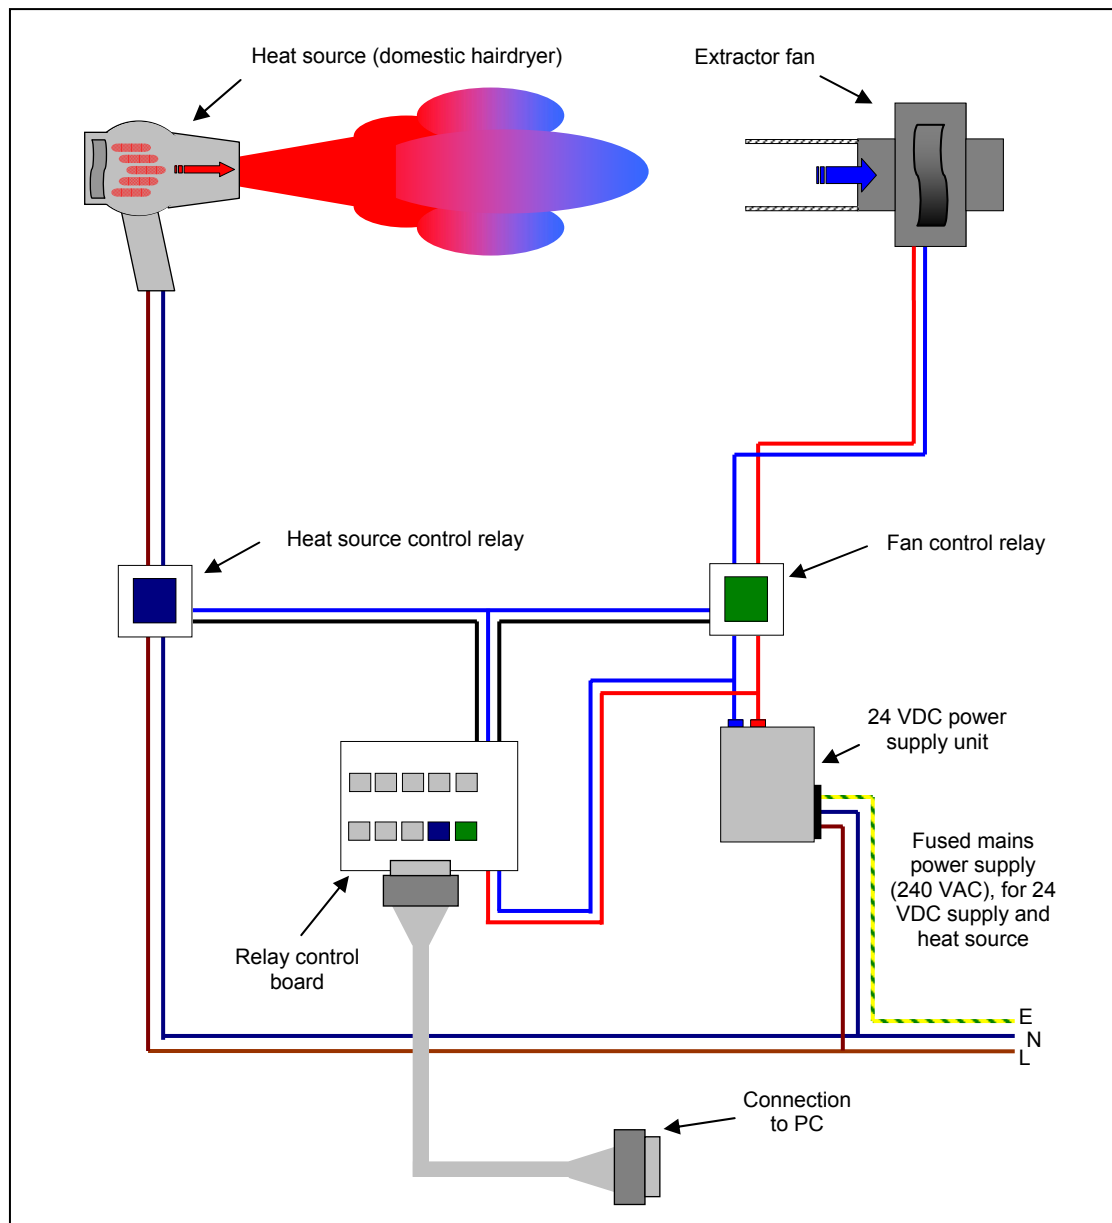 Heat source (domestic hairdryer)
Extractor fan
Heat source control relay
Fan control relay
24 VDC power
supply unit
Fused mains
power supply
(240 VAC), for 24
VDC supply and
heat source
Relay control
board
E
N
L
Connection
to PC